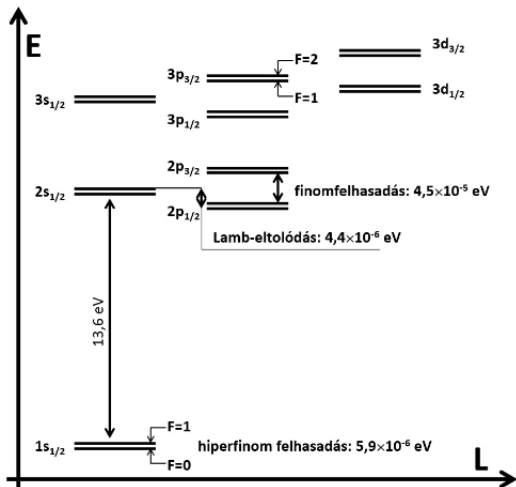 E
3d3/2
F=2
3p3/2
3s1/2
F=1
3d1/2
3p1/2
2p3/2
2s1/2
finomfelhasadás: 4,5×10-5 eV
2p1/2
Lamb-eltolódás: 4,4×10-6 eV
13,6 eV
F=1
1s1/2
hiperfinom felhasadás: 5,9×10-6 eV
F=0
L